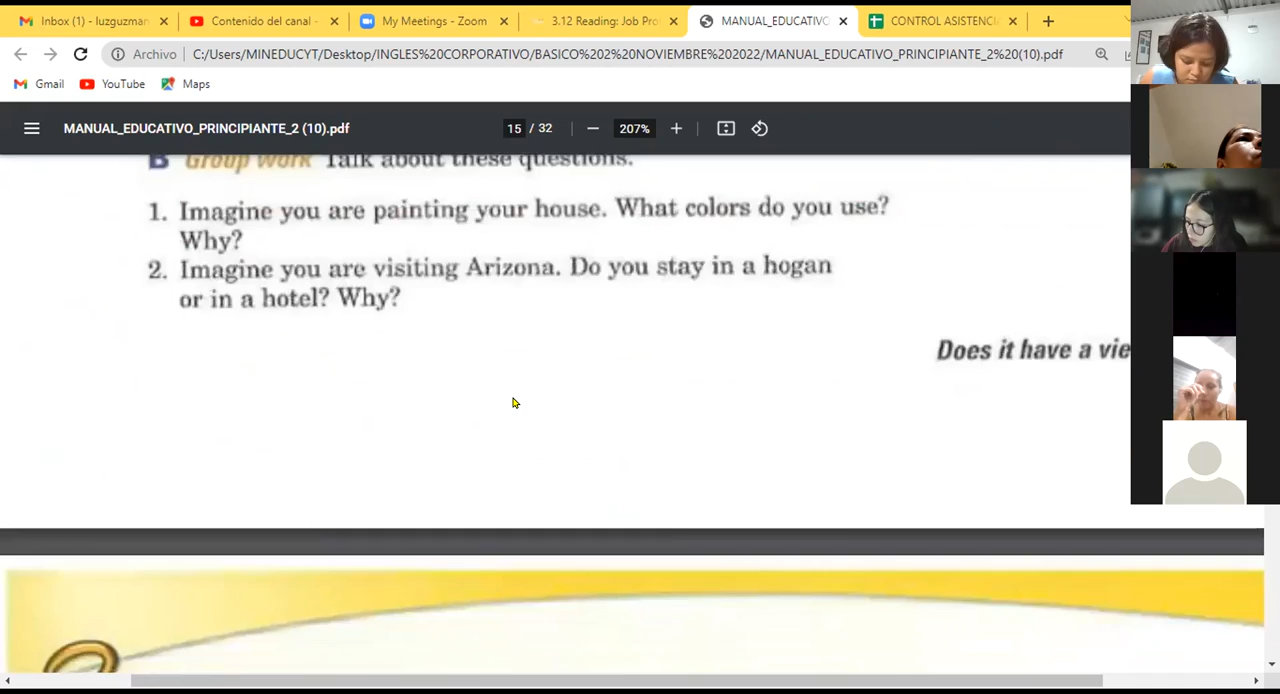 Inbox (1) - luzguzman
Contenido del canal -
My Meetings - Zoom
3.12 Reading: Job Pro
MANUAL_EDUCATIVO
CONTROL ASISTENCI
Archivo
C:/Users/MINEDUCYT/Desktop/INGLES%20CORPORATIVO/BASICO%202%20NOVIEMBRE%202022/MANUAL_EDUCATIVO_PRINCIPIANTE_2%20(10).pdf
Gmail
YouTube
Maps
MANUAL_EDUCATIVO_PRINCIPIANTE_2 (10).pdf
15 / 32
207%
B Group work Talk about these questions.
1. Imagine you are painting your house. What colors do you use?
Why?
2. Imagine you are visiting Arizona. Do you stay in a hogan
or in a hotel? Why?
Does it have a vie